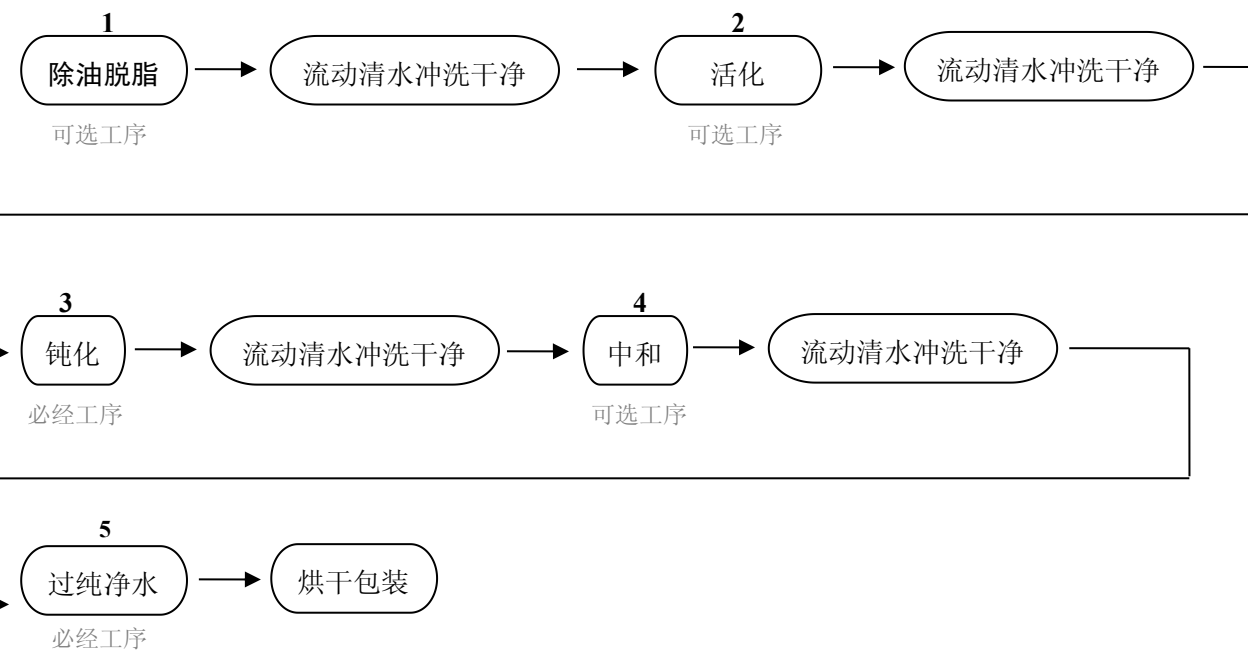 1
2
除油脱脂
流动清水冲洗干净
活化
流动清水冲洗干净
可选工序
可选工序
3
4
钝化
流动清水冲洗干净
中和
流动清水冲洗干净
必经工序
可选工序
5
过纯净水
烘干包装
必经工序